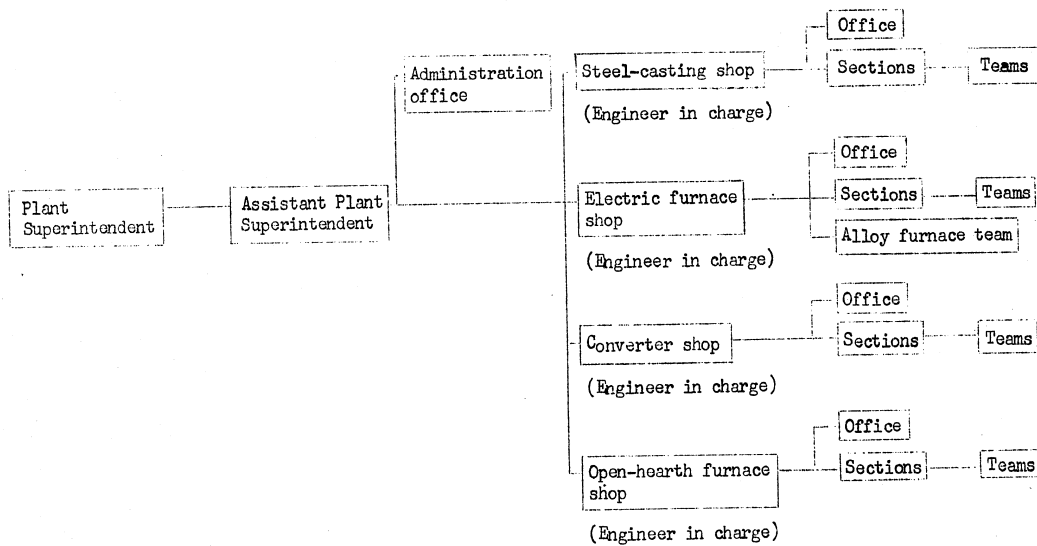 Plant
Superintendent
Assistant Plant
Superintendent
Administration
office
Steel-casting shop
(Engineer in charge)
Office
Sections
Teams
Electric furnace
shop
(Engineer in charge)
Office
Sections
Teams
Alloy furnace team
Converter shop
(Engineer in charge)
Office
Sections
Teams
Open-hearth furnace
shop
(Engineer in charge)
Office
Sections
Teams